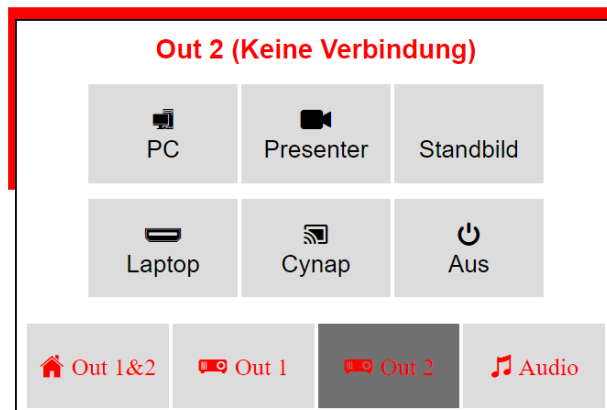 Out 2 (Keine Verbindung)
PC
Presenter
Standbild
Laptop
Cynap
Aus
Out 1&2
Out 1
Out 2
Audio